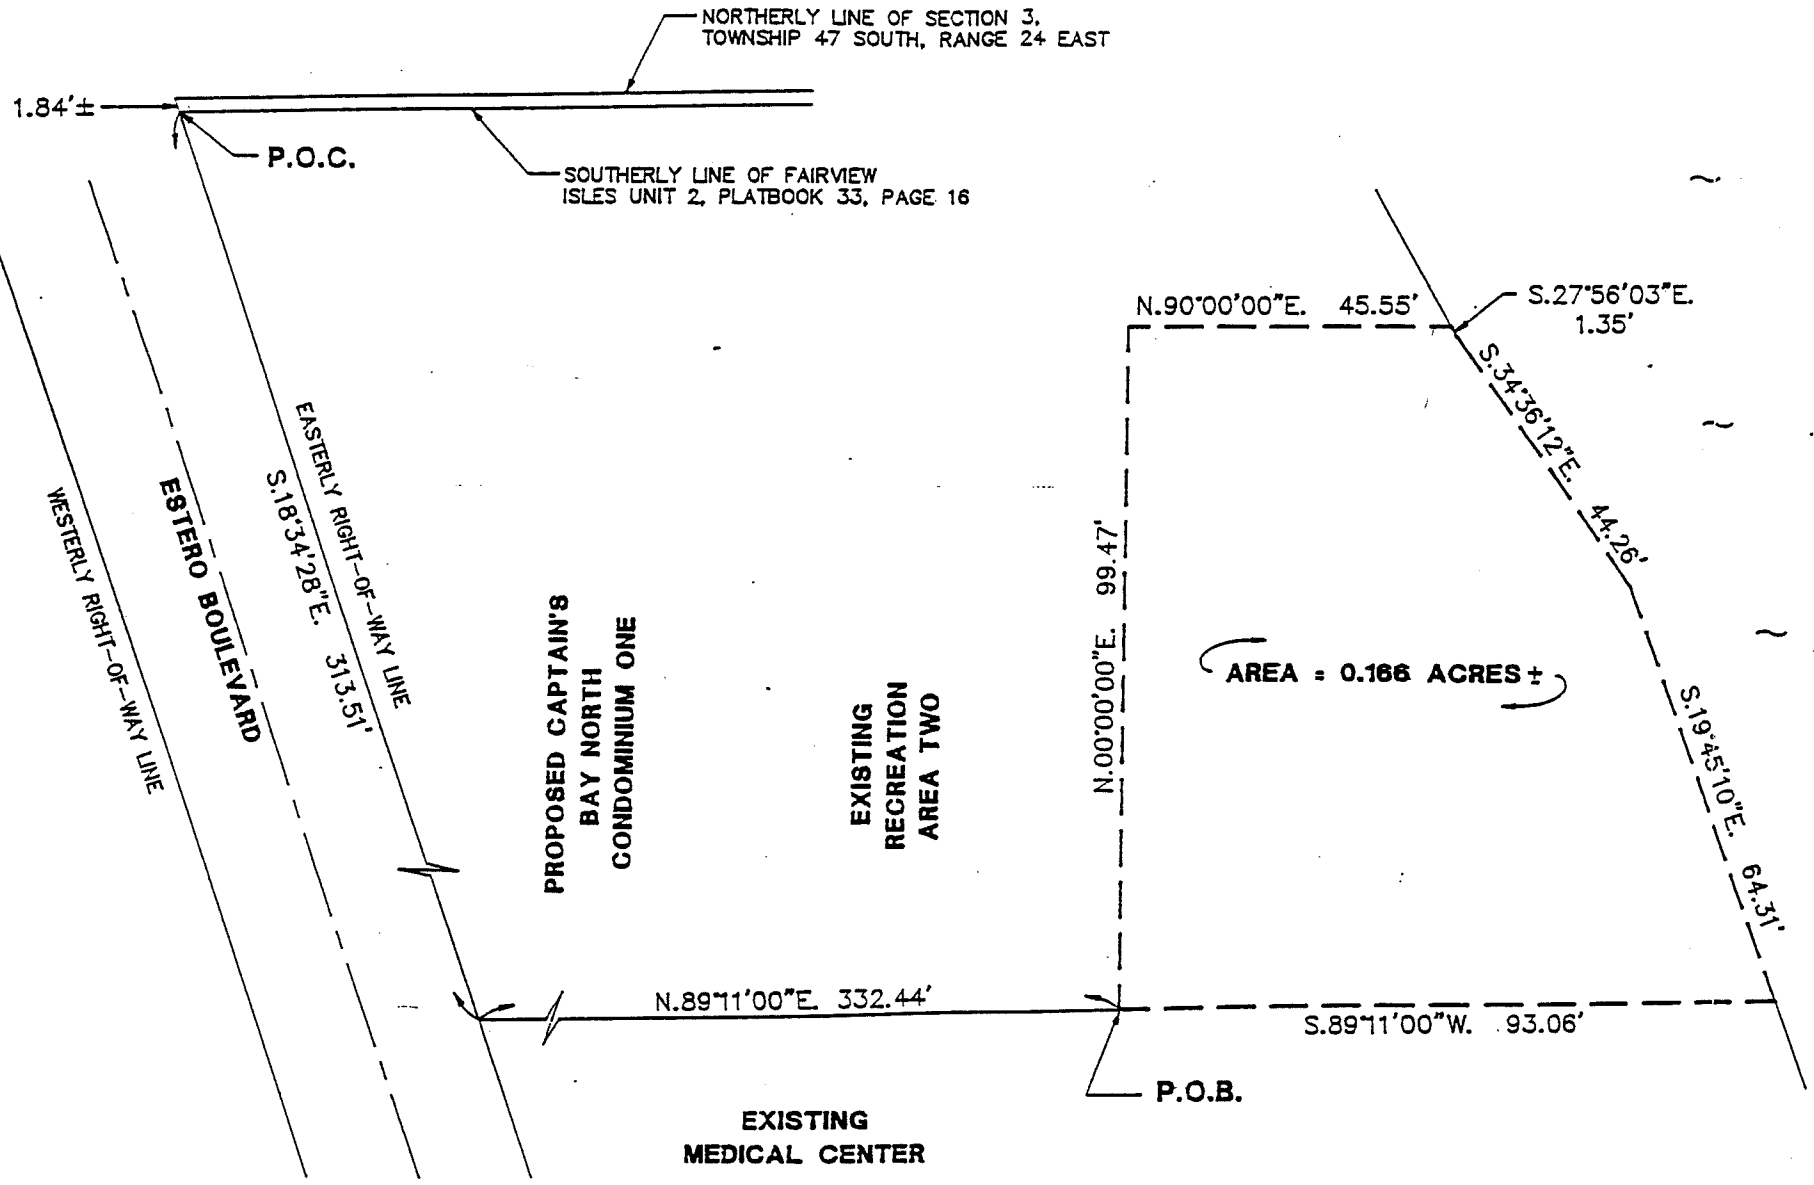 NORTHERLY LINE OF SECTION 3,
TOWNSHIP 47 SOUTH, RANGE 24 EAST
1.84'±
P.O.C.
SOUTHERLY LINE OF FAIRVIEW
ISLES UNIT 2, PLATBOOK 33, PAGE 16
N.90°00'00"E. 45.55'
S.27°56'03"E.
1.35'
S.34°36'12"E. 44.26'
EASTERLY RIGHT-OF-WAY LINE
S.18°34'28"E. 313.51'
ESTERO BOULEVARD
WESTERLY RIGHT-OF-WAY LINE
PROPOSED CAPTAIN'S
BAY NORTH
CONDOMINIUM ONE
EXISTING
RECREATION
AREA TWO
N.00°00'00"E. 99.47'
AREA = 0.166 ACRES±
S.19°45'10"E. 64.31'
N.89°11'00"E. 332.44'
S.89°11'00"W. 93.06'
P.O.B.
EXISTING
MEDICAL CENTER